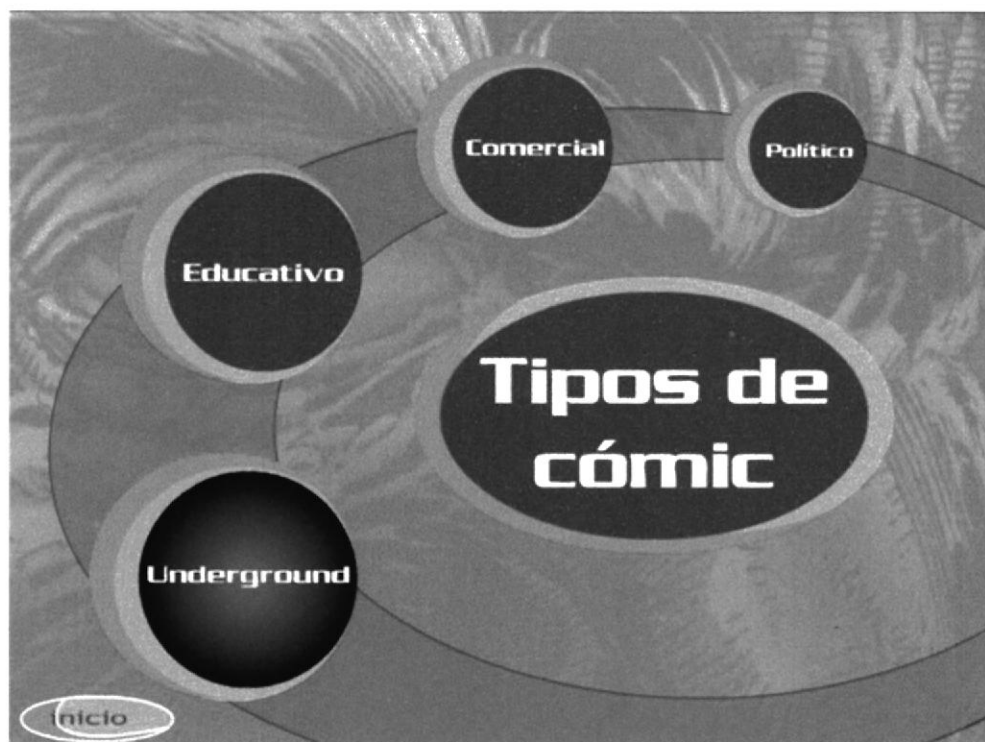 Comercial
Político
Educativo
Tipos de
cómic
Underground
inicio